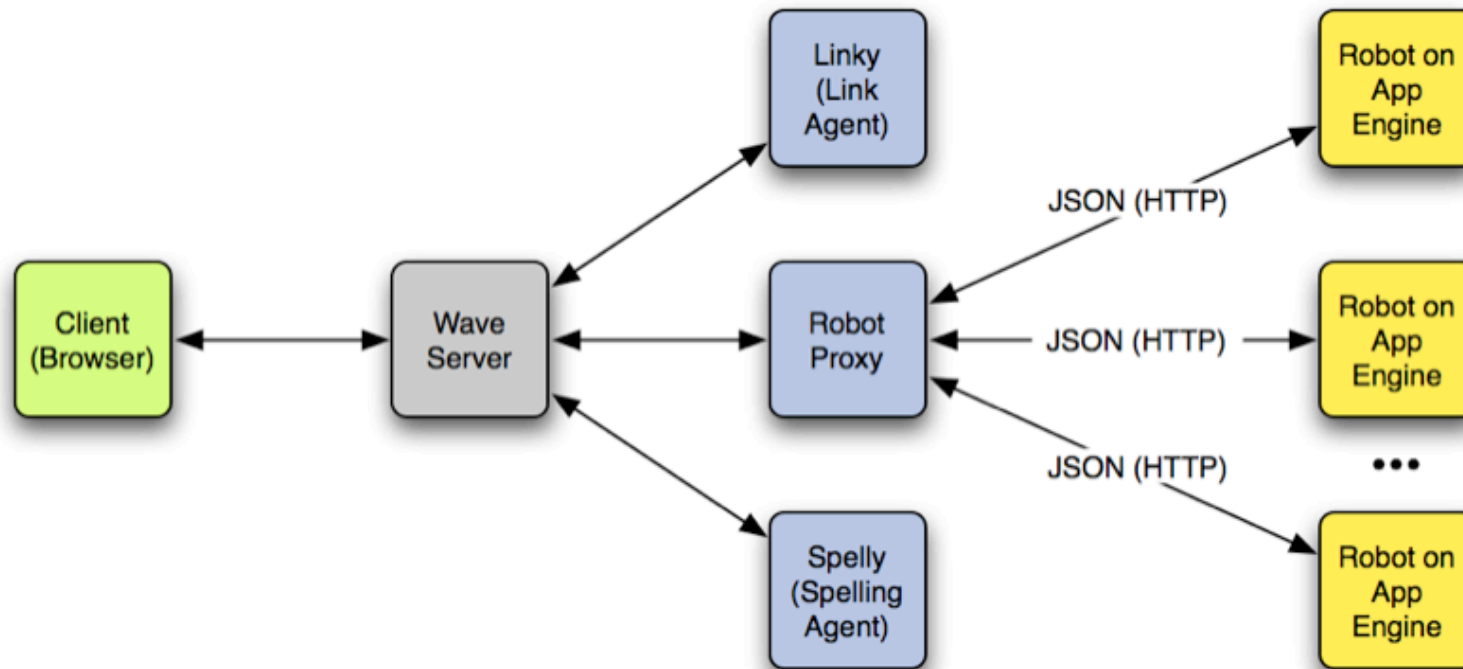 Linky
(Link
Agent)
Robot on
App
Engine
JSON (HTTP)
Client
(Browser)
Wave
Server
Robot
Proxy
JSON (HTTP)
Robot on
App
Engine
JSON (HTTP)
•••
Spelly
(Spelling
Agent)
Robot on
App
Engine